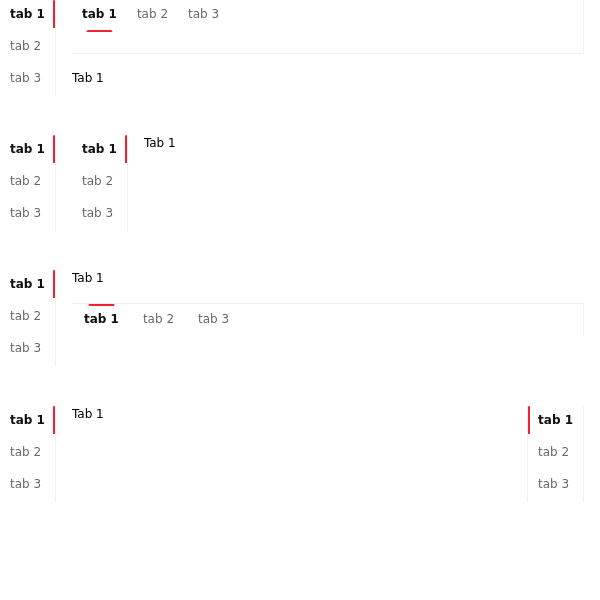 tab 1 tab 1 tab 2 tab 3
tab 2
tab 3 Tab 1
tab 1 tab 1 Tab 1
tab 2 tab 2
tab 3 tab 3
tab 1 Tab 1
tab 2 tab 1 tab 2 tab 3
tab 3
tab 1 Tab 1 tab 1
tab 2 tab 2
tab 3 tab 3